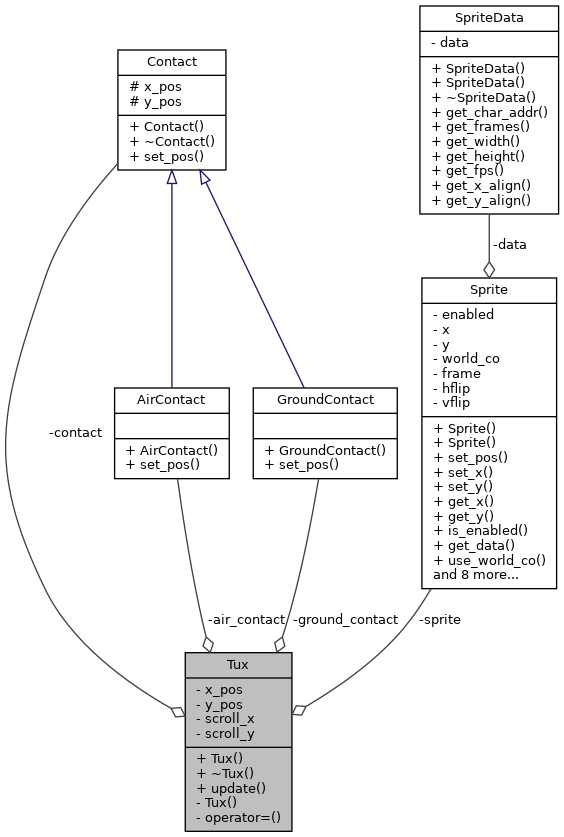 SpriteData
- data
+ SpriteData()
+ SpriteData()
+ ~SpriteData()
+ get_char_addr()
+ get_frames()
+ get_width()
+ get_height()
+ get_fps()
+ get_x_align()
+ get_y_align()
Contact
# x_pos
# y_pos
+ Contact()
+ ~Contact()
+ set_pos()
-data
Sprite
- enabled
- x
- y
- world_co
- frame
- hflip
- vflip
+ Sprite()
+ Sprite()
+ set_pos()
+ set_x()
+ set_y()
+ get_x()
+ get_y()
+ is_enabled()
+ get_data()
+ use_world_co()
and 8 more...
AirContact
+ AirContact()
+ set_pos()
GroundContact
+ GroundContact()
+ set_pos()
-contact
-air_contact
-ground_contact
-sprite
Tux
- x_pos
- y_pos
- scroll_x
- scroll_y
+ Tux()
+ ~Tux()
+ update()
- Tux()
- operator=()